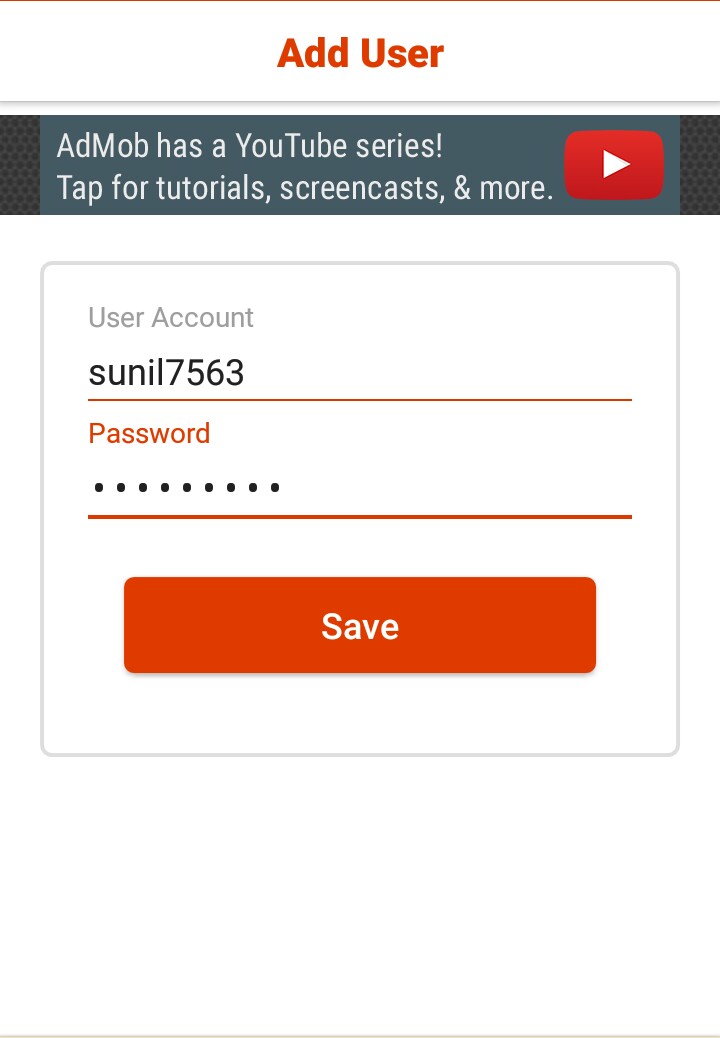 Add User
AdMob has a YouTube series!
Tap for tutorials, screencasts, & more.
User Account
sunil7563
Password
•••••••••
Save